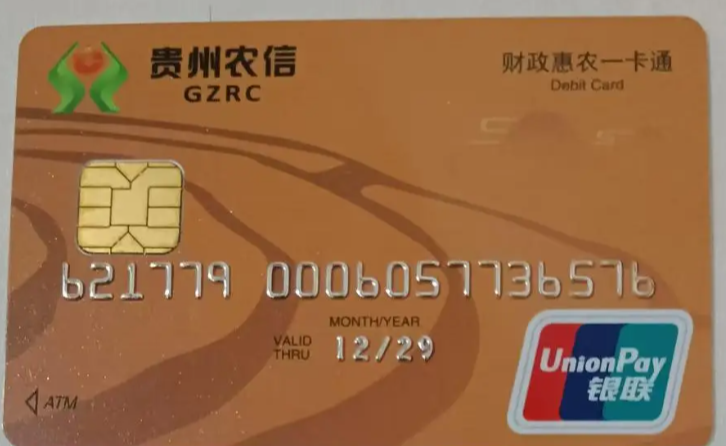 贵州农信
GZRC
财政惠农一卡通
Debit Card
621779 0006057736576
MONTH/YEAR
VALID THRU 12/29
ATM
UnionPay
银联